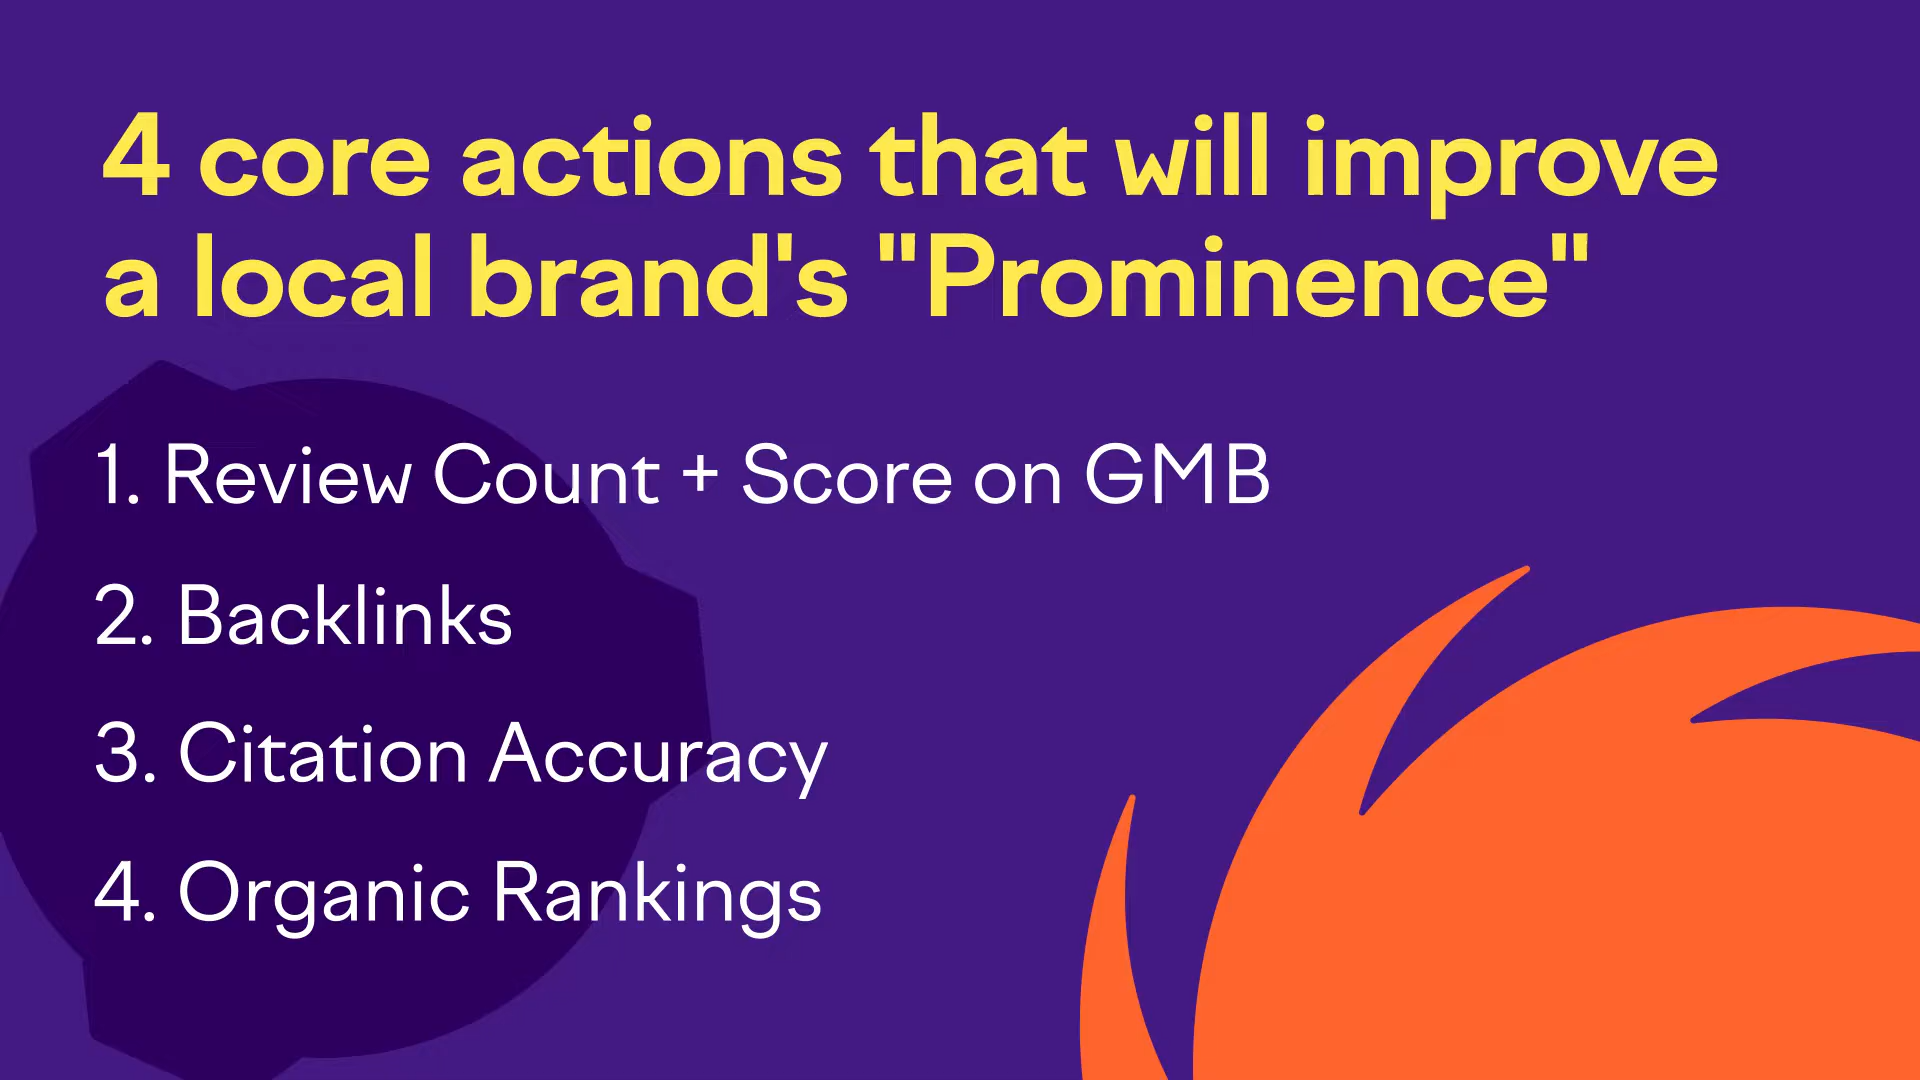 4 core actions that will improve
a local brand's "Prominence"
1. Review Count + Score on GMB
2. Backlinks
3. Citation Accuracy
4. Organic Rankings